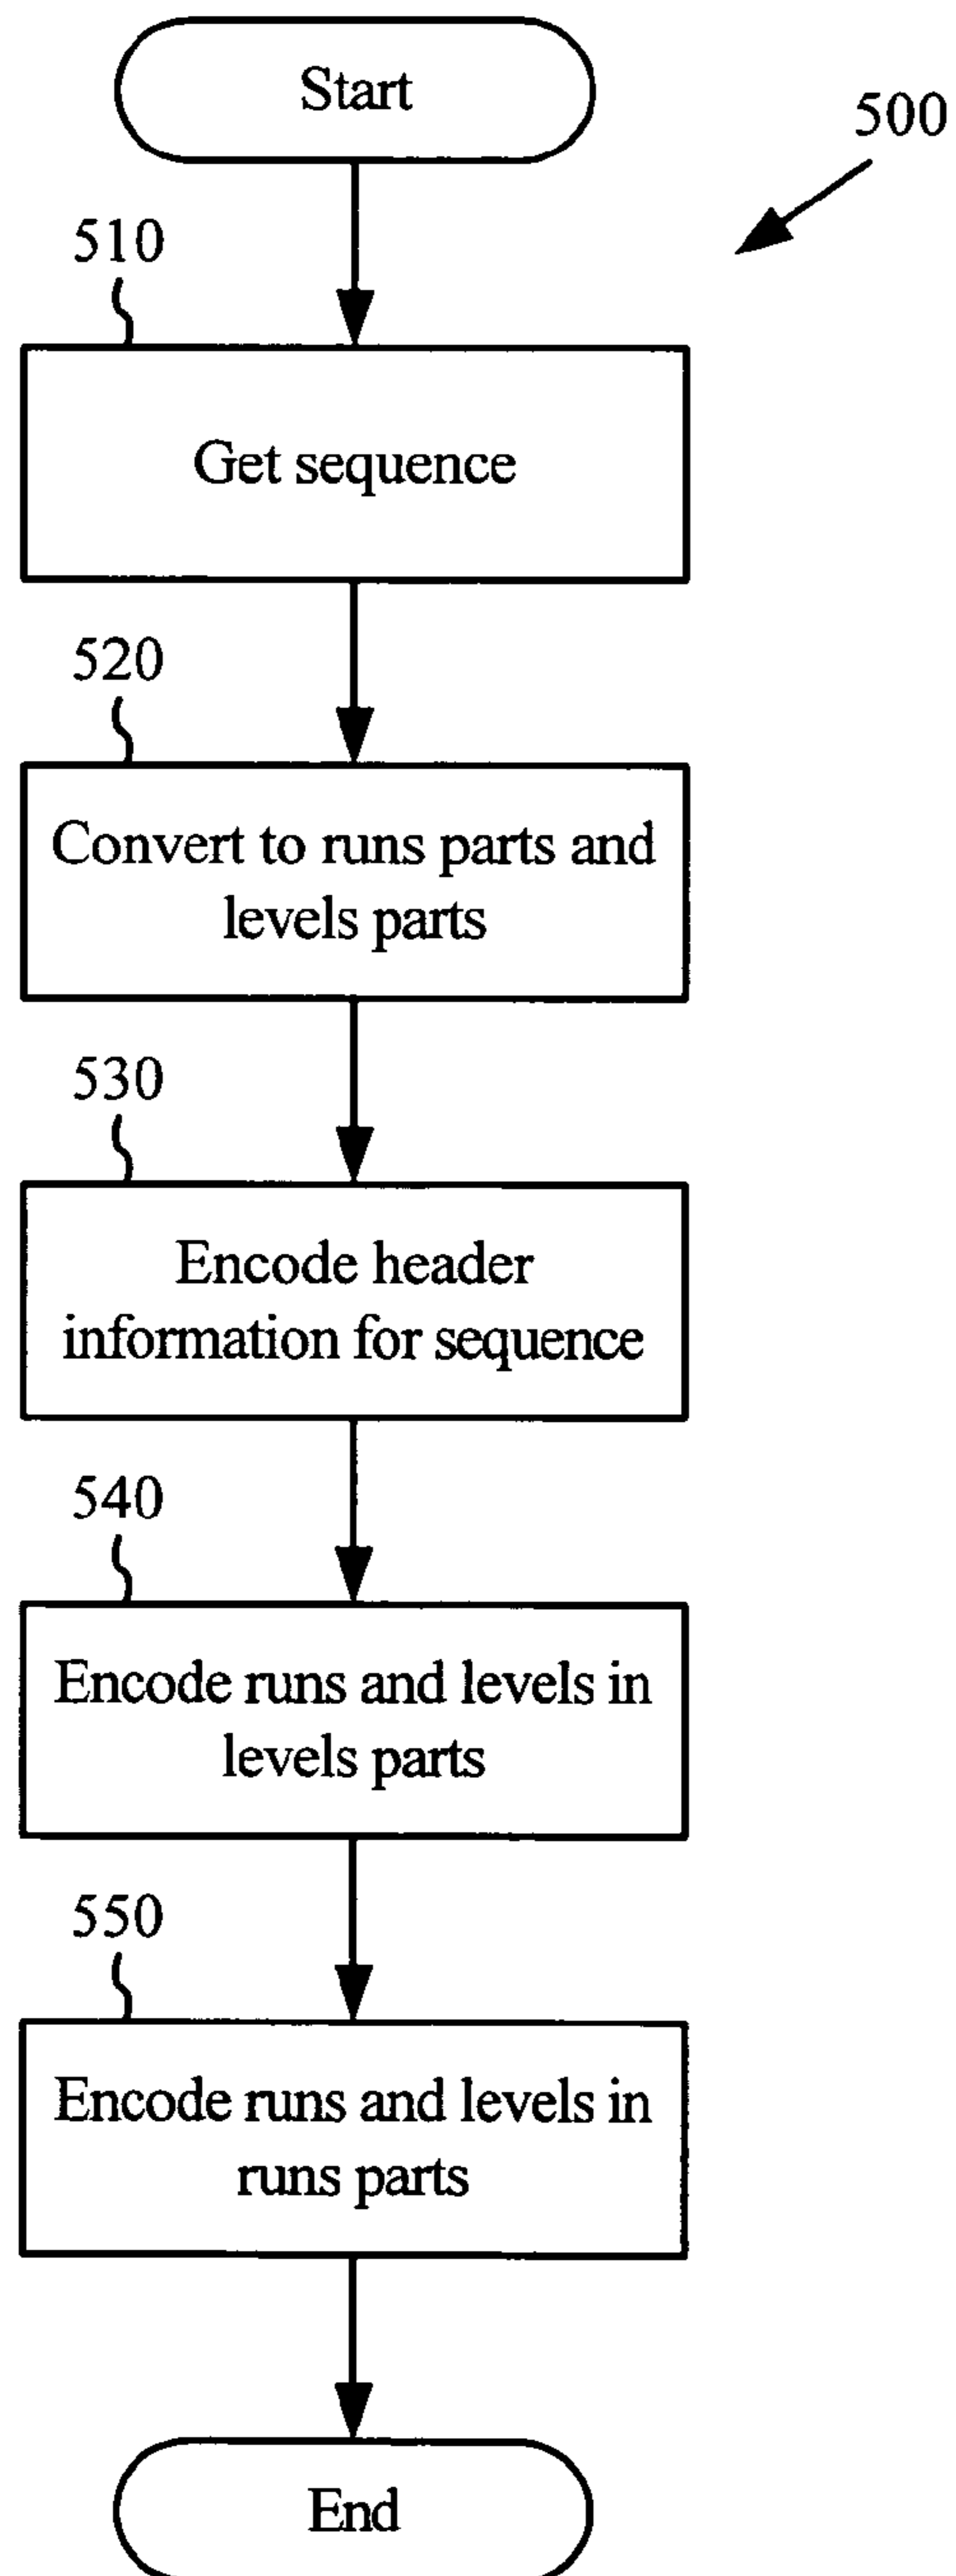 Start
500
510
Get sequence
520
Convert to runs parts and
levels parts
530
Encode header
information for sequence
540
Encode runs and levels in
levels parts
550
Encode runs and levels in
runs parts
End